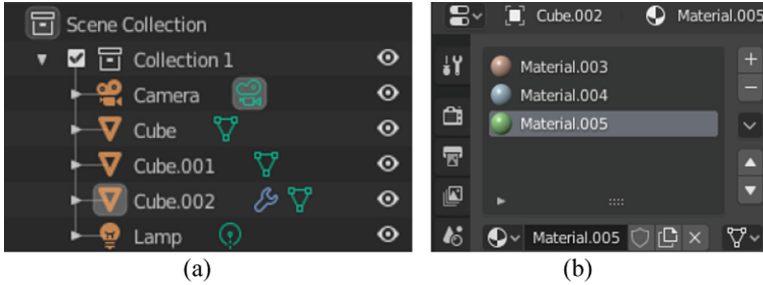 Scene Collection
Collection 1
Camera
Cube
Cube.001
Cube.002
Lamp
(a)
Cube.002 Material.005
Material.003
Material.004
Material.005
Material.005
(b)